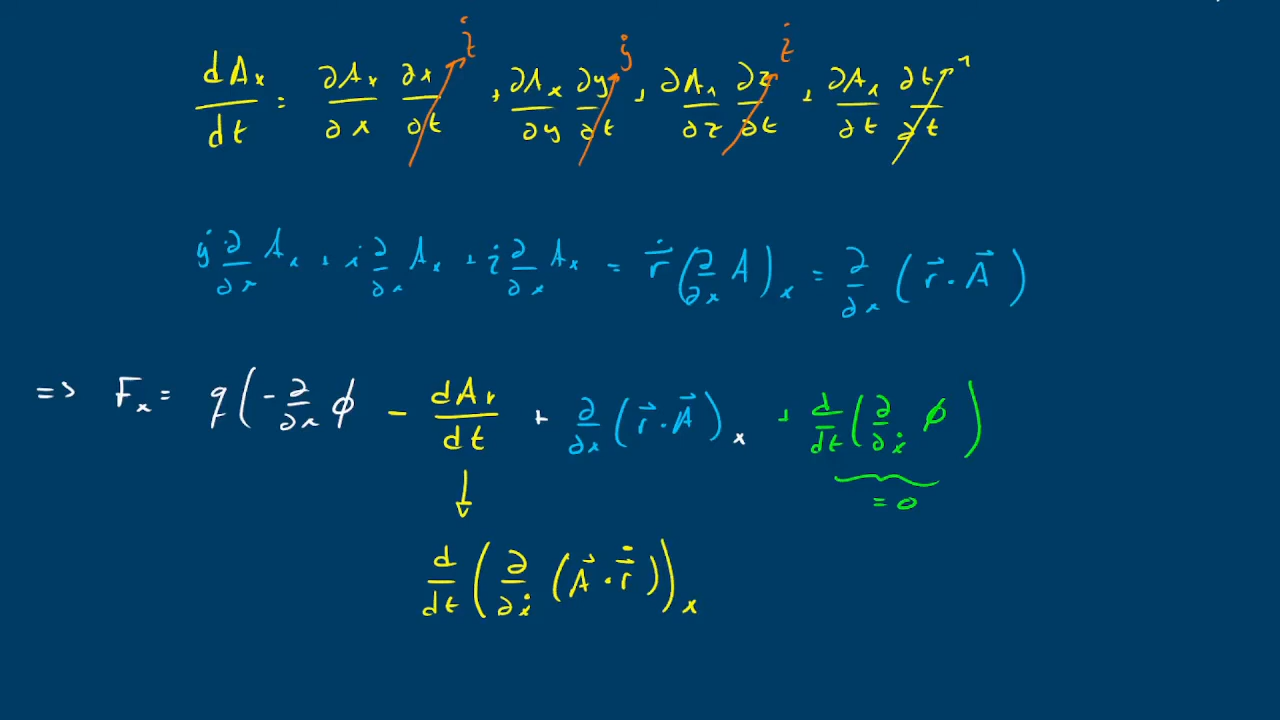 ẋ ẏ ż 1
dAₓ/dt = ∂Aₓ/∂x ∂x/∂t + ∂Aₓ/∂y ∂y/∂t + ∂Aₓ/∂z ∂z/∂t + ∂Aₓ/∂t ∂t/∂t
∂/∂x Aₓ + ∂/∂x Aₓ + ∂/∂x Aₓ = ṙ (∂/∂x A)ₓ = ∂/∂x (r⃗ · A⃗)
=> Fₓ = q(-∂/∂x ϕ - dAₓ/dt + ∂/∂x (r⃗ · A⃗)ₓ + d/dt (∂/∂ẋ ϕ)
= 0
d/dt (∂/∂ẋ (A⃗ · ṙ⃗))ₓ